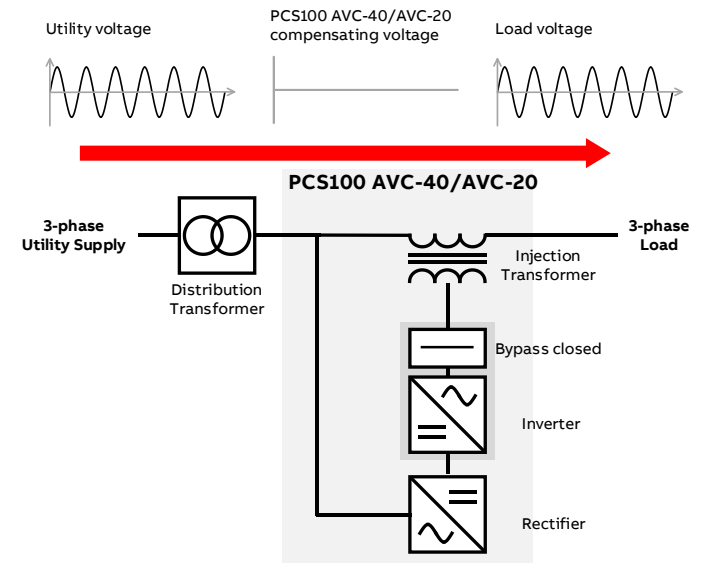 Utility voltage
PCS100 AVC-40/AVC-20
compensating voltage
Load voltage
PCS100 AVC-40/AVC-20
3-phase
Utility Supply
3-phase
Load
Distribution
Transformer
Injection
Transformer
Bypass closed
Inverter
Rectifier